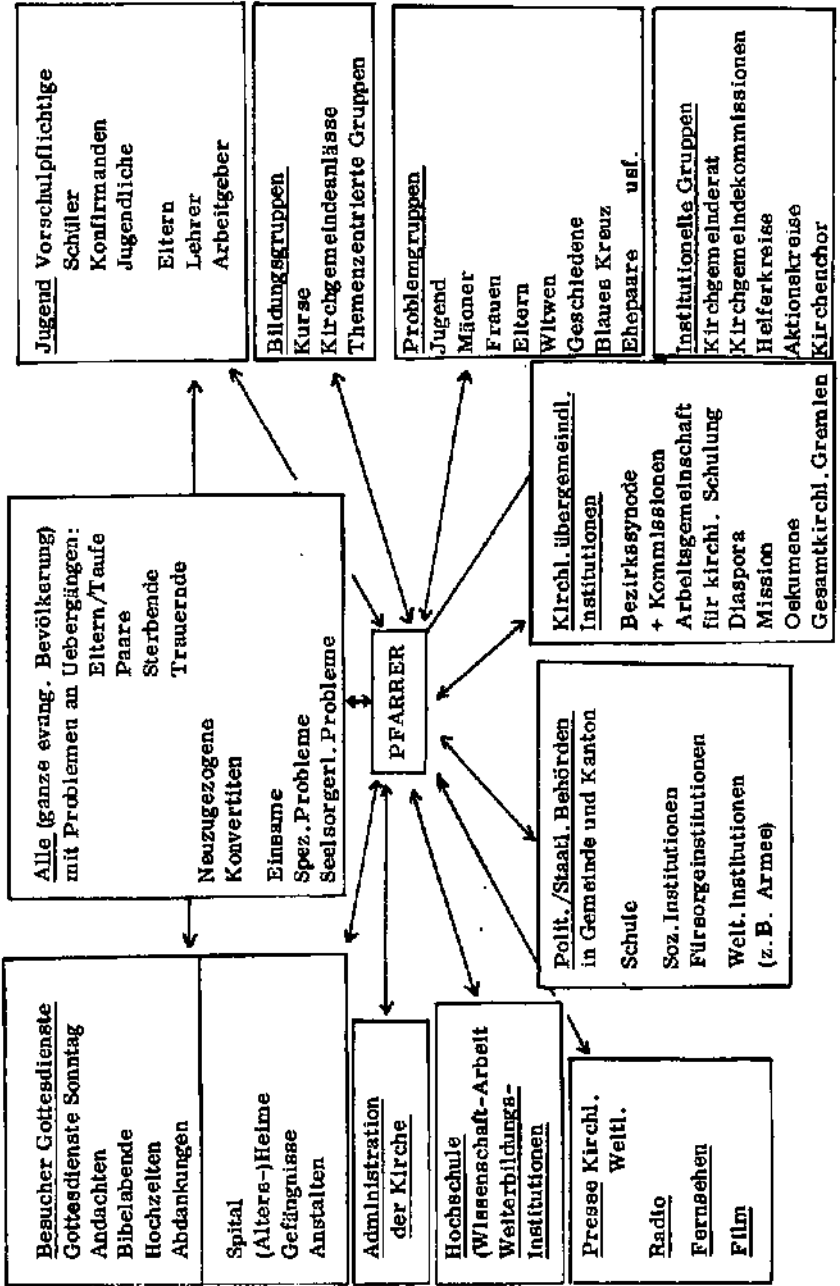 Besucher Gottesdienste
Gottesdienste Sonntag
Andachten
Bibelabende
Hochzeiten
Abdankungen
Spital
(Alters-)Heime
Gefängnisse
Anstalten
Administration
der Kirche
Hochschule
(Wissenschaft-Arbeit
Weiterbildungs-
Institutionen
Presse Kirchl.
Weltl.
Radio
Fernsehen
Film
Alle (ganze evang. Bevölkerung)
mit Problemen an Uebergängen:
Eltern/Taufe
Paare
Sterbende
Trauernde
Neuzugezogene
Konvertiten
Einsame
Spez. Probleme
Seelsorgerl. Probleme
PFARRER
Polit./Staatl. Behörden
in Gemeinde und Kanton
Schule
Soz. Institutionen
Fürsorgeinstitutionen
Welt. Institutionen
(z.B. Armee)
Jugend Vorschulpflichtige
Schüler
Konfirmanden
Jugendliche
Eltern
Lehrer
Arbeitgeber
Bildungsgruppen
Kurse
Kirchgemeindeanlässe
Themenzentrierte Gruppen
Problemgruppen
Jugend
Männer
Frauen
Eltern
Witwen
Geschiedene
Blaues Kreuz
Ehepaare usf.
Kirchl. übergemeindl.
Institutionen
Bezirkssynode
+ Kommissionen
Arbeitsgemeinschaft
für kirchl. Schulung
Diaspora
Mission
Oekumene
Gesamtkirchl. Gremien
Institutionelle Gruppen
Kirchgemeinderat
Kirchgemeindekommissionen
Helferkreise
Aktionskreise
Kirchenchor